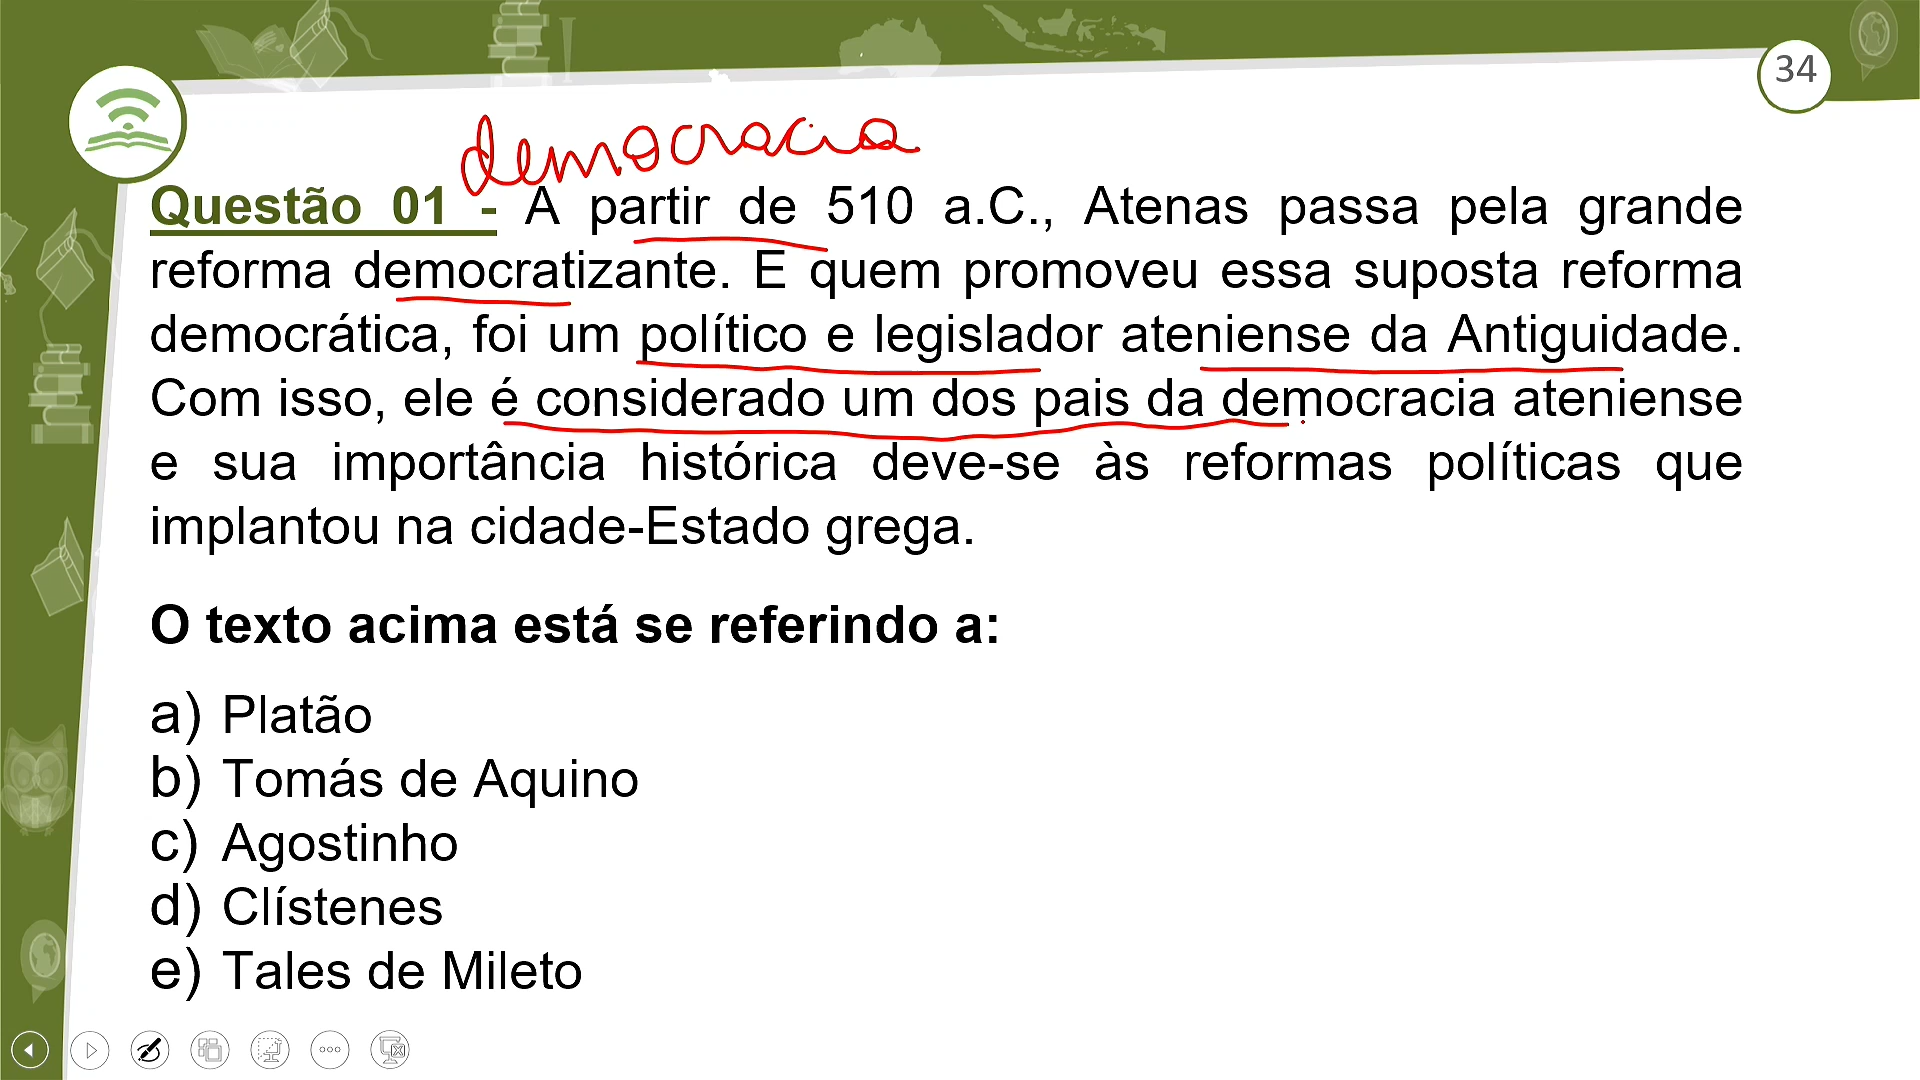 34
democracia
Questão 01 - A partir de 510 a.C., Atenas passa pela grande
reforma democratizante. E quem promoveu essa suposta reforma
democrática, foi um político e legislador ateniense da Antiguidade.
Com isso, ele é considerado um dos pais da democracia ateniense
e sua importância histórica deve-se às reformas políticas que
implantou na cidade-Estado grega.
O texto acima está se referindo a:
a) Platão
b) Tomás de Aquino
c) Agostinho
d) Clístenes
e) Tales de Mileto